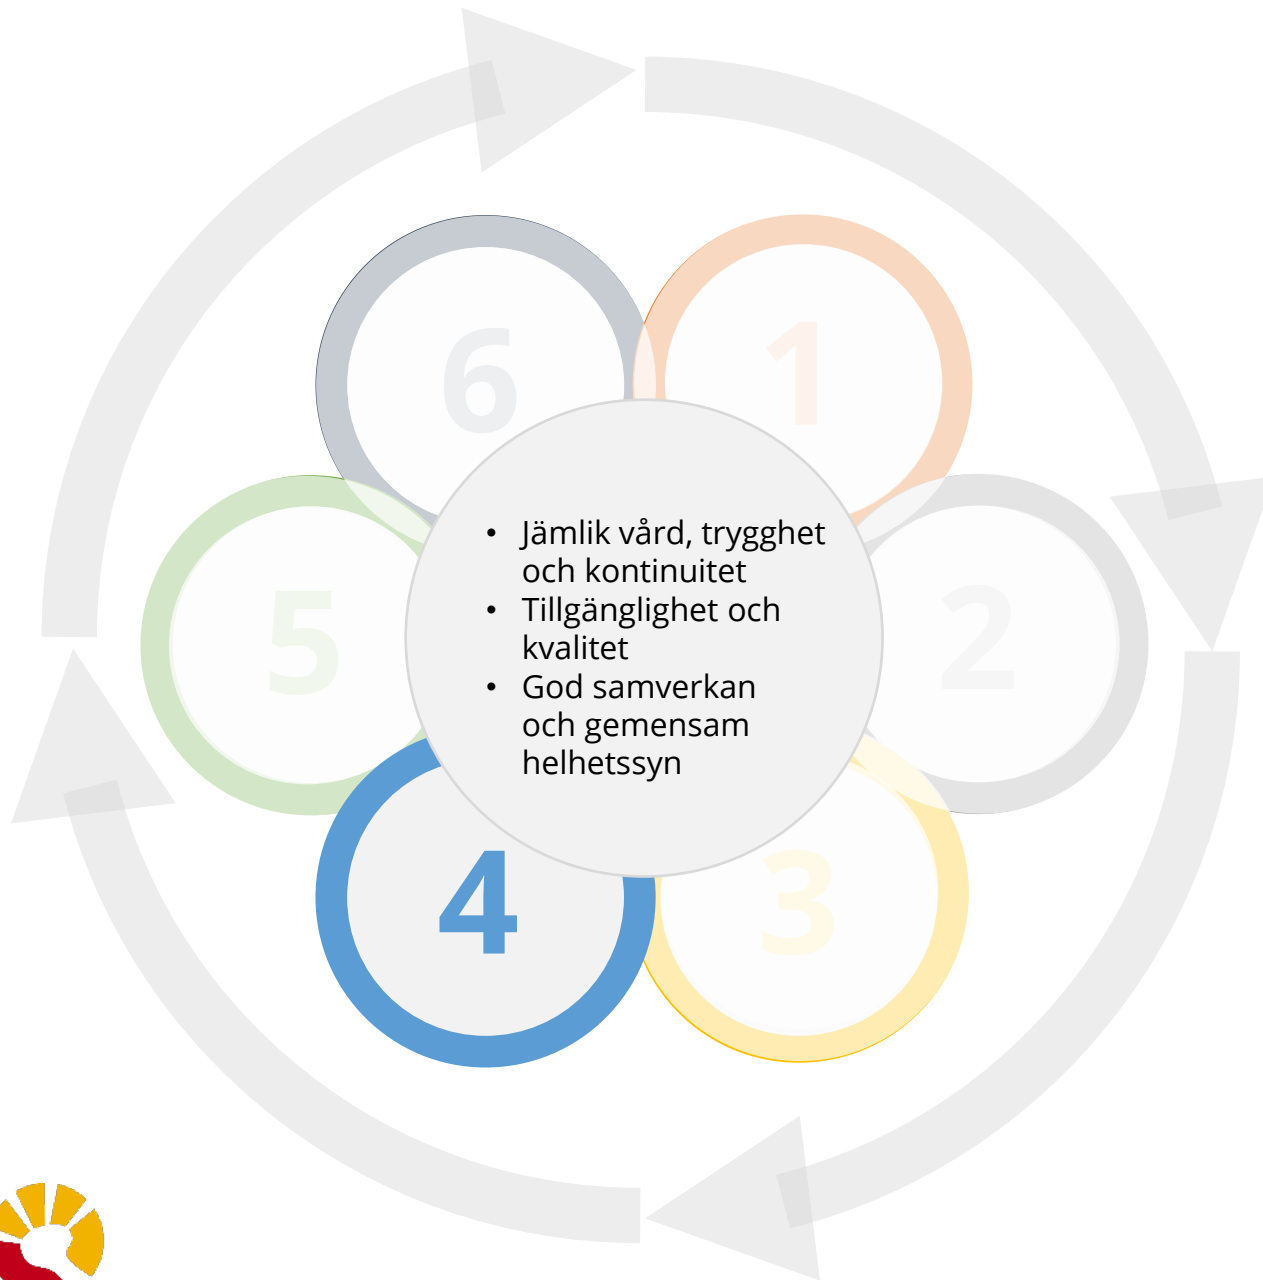 6
1
• Jämlik vård, trygghet
och kontinuitet
• Tillgänglighet och
kvalitet
• God samverkan
och gemensam
helhetssyn
5
2
4
3